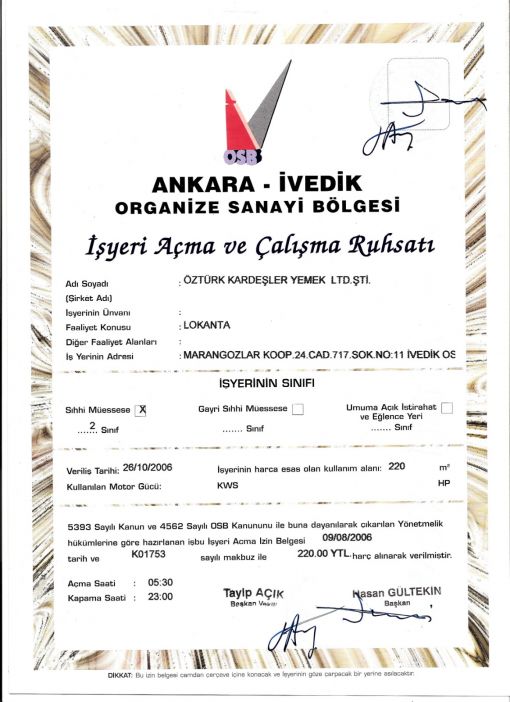 OSB
ANKARA - İVEDİK
ORGANİZE SANAYİ BÖLGESİ
İşyeri Açma ve Çalışma Ruhsatı
Adı Soyadı : ÖZTÜRK KARDEŞLER YEMEK LTD.ŞTİ.
(Şirket Adı)
İşyerinin Ünvanı :
Faaliyet Konusu : LOKANTA
Diğer Faaliyet Alanları :
İş Yerinin Adresi : MARANGOZLAR KOOP.24.CAD.717.SOK.NO:11 İVEDİK OS
İŞYERİNİN SINIFI
Sıhhi Müessese X Gayri Sıhhi Müessese Umuma Açık İstirahat
ve Eğlence Yeri
2
....... Sınıf ....... Sınıf ....... Sınıf
Veriliş Tarihi: 26/10/2006 İşyerinin harca esas olan kullanım alanı: 220 m²
Kullanılan Motor Gücü: KWS HP
5393 Sayılı Kanun ve 4562 Sayılı OSB Kanununu ile buna dayanılarak çıkarılan Yönetmelik
hükümlerine göre hazırlanan işbu İşyeri Acma Izin Belgesi 09/08/2006
tarih ve K01753 sayılı makbuz ile 220.00 YTL. harç alınarak verilmiştir.
Açma Saati : 05:30
Kapama Saati : 23:00
Tayip AÇIK Hasan GÜLTEKİN
Başkan Başkan
DİKKAT: Bu izin belgesi camdan çerçeve içine konacak ve İşyerinin göze çarpacak bir yerine asılacaktır.